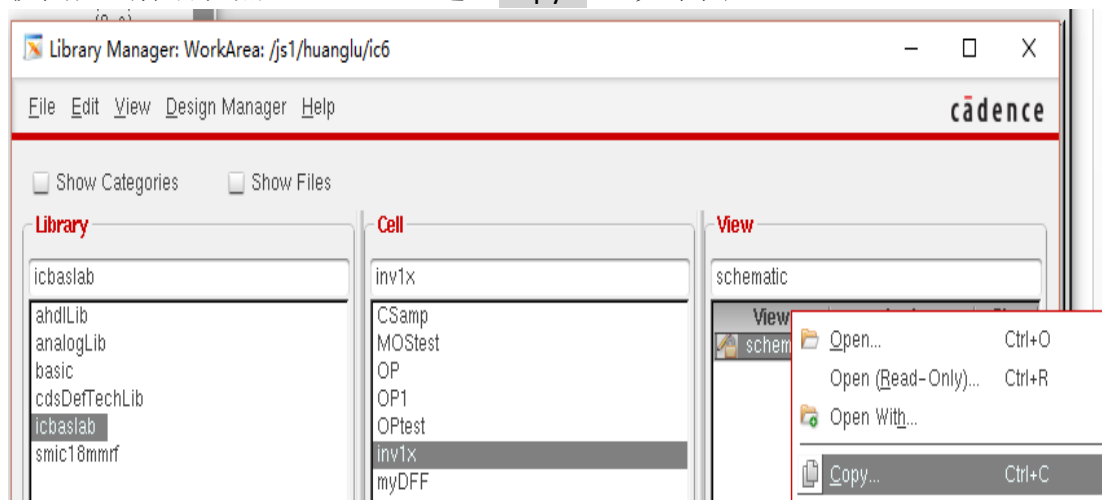 Copy
Library Manager: WorkArea: /js1/huanglu/ic6
File Edit View Design Manager Help
cādence
Show Categories Show Files
Library
Cell
View
icbaslab
inv1x
schematic
ahdlLib
analogLib
basic
cdsDefTechLib
icbaslab
smic18mmrf
CSamp
MOStest
OP
OP1
OPtest
inv1x
myDFF
View
schem
Open... Ctrl+O
Open (Read-Only)... Ctrl+R
Open With...
Copy... Ctrl+C